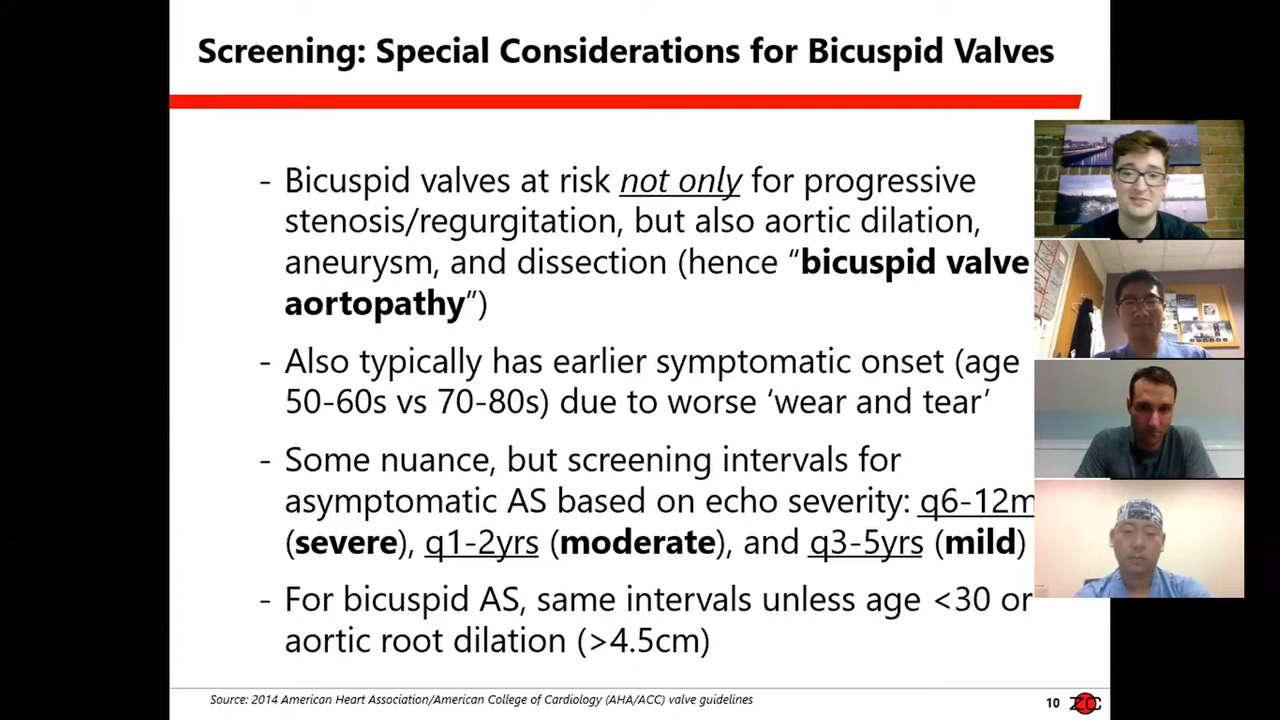 Screening: Special Considerations for Bicuspid Valves
- Bicuspid valves at risk not only for progressive
stenosis/regurgitation, but also aortic dilation,
aneurysm, and dissection (hence “bicuspid valve
aortopathy”)
- Also typically has earlier symptomatic onset (age
50-60s vs 70-80s) due to worse ‘wear and tear’
- Some nuance, but screening intervals for
asymptomatic AS based on echo severity: q6-12m
(severe), q1-2yrs (moderate), and q3-5yrs (mild)
- For bicuspid AS, same intervals unless age <30 or
aortic root dilation (>4.5cm)
Source: 2014 American Heart Association/American College of Cardiology (AHA/ACC) valve guidelines
10